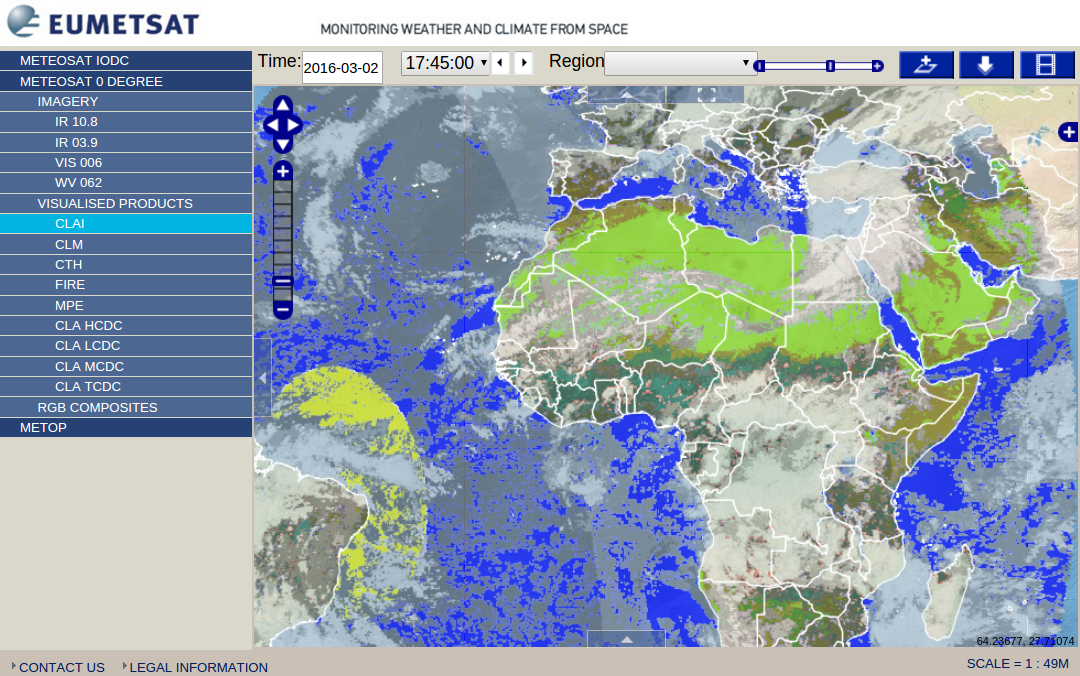 EUMETSAT
MONITORING WEATHER AND CLIMATE FROM SPACE
METEOSAT IODC
METEOSAT 0 DEGREE
IMAGERY
IR 10.8
IR 03.9
VIS 006
WV 062
VISUALISED PRODUCTS
CLAI
CLM
CTH
FIRE
MPE
CLA HCDC
CLA LCDC
CLA MCDC
CLA TCDC
RGB COMPOSITES
METOP
Time: 2016-03-02 17:45:00 Region
64.23677, 27.71074
CONTACT US LEGAL INFORMATION
SCALE = 1 : 49M